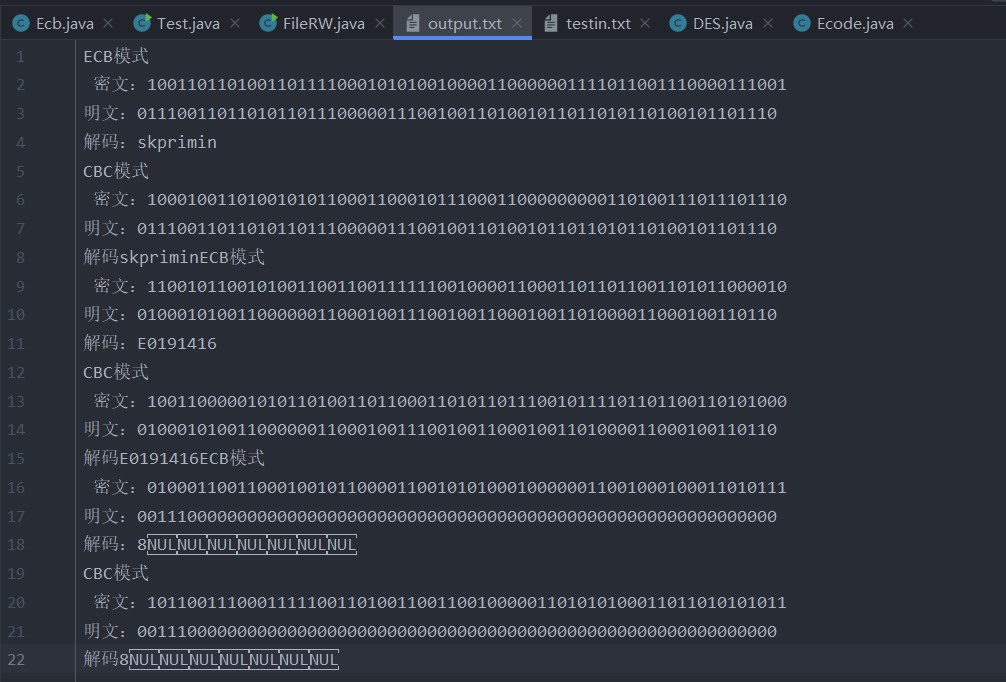 Ecb.java Test.java FileRW.java output.txt testin.txt DES.java Ecode.java
1 ECB模式
2 密文：1001101101001101111000101010010000110000001111011001110000111001
3 明文：0111001101101011011100000111001001101001011011010110100101101110
4 解码：skprimin
5 CBC模式
6 密文：1000100110100101011000110001011100011000000000110100111011101110
7 明文：0111001101101011011100000111001001101001011011010110100101101110
8 解码skpriminECB模式
9 密文：1100101100101001100110011111100100001100011011011001101011000010
10 明文：0100010100110000001100010011100100110001001101000011000100110110
11 解码：E0191416
12 CBC模式
13 密文：1001100000101011010011011000110101101110010111101101100110101000
14 明文：0100010100110000001100010011100100110001001101000011000100110110
15 解码E0191416ECB模式
16 密文：0100011001100010010110000110010101000100000011001000100011010111
17 明文：0011100000000000000000000000000000000000000000000000000000000000
18 解码：8NULNULNULNULNULNULNUL
19 CBC模式
20 密文：1011001110001111100110100110011001000001101010100011011010101011
21 明文：0011100000000000000000000000000000000000000000000000000000000000
22 解码8NULNULNULNULNULNULNUL